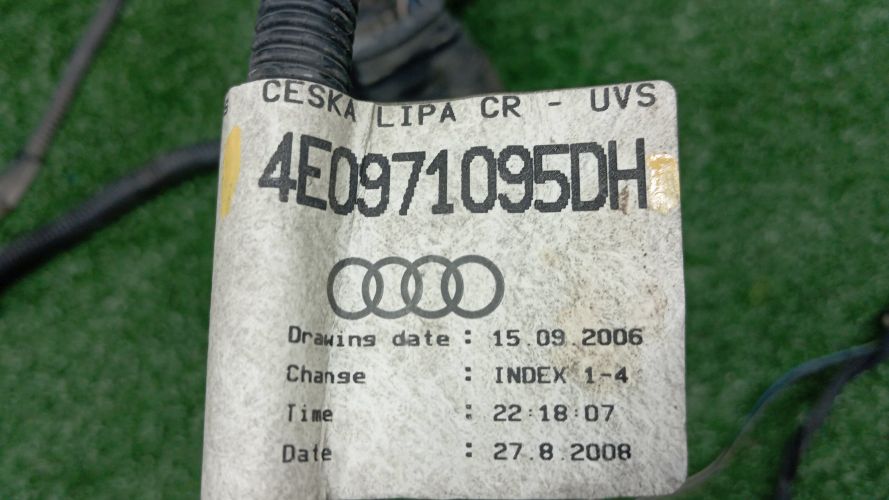 CESKA LIPA CR - UVS
4E0971095DH
Drawing date : 15.09.2006
Change : INDEX 1-4
Time : 22:18:07
Date : 27.8.2008